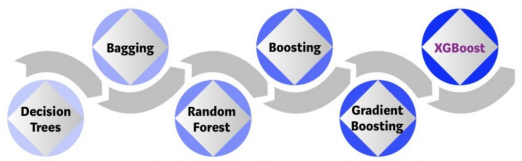 Decision
Trees
Bagging
Random
Forest
Boosting
Gradient
Boosting
XGBoost